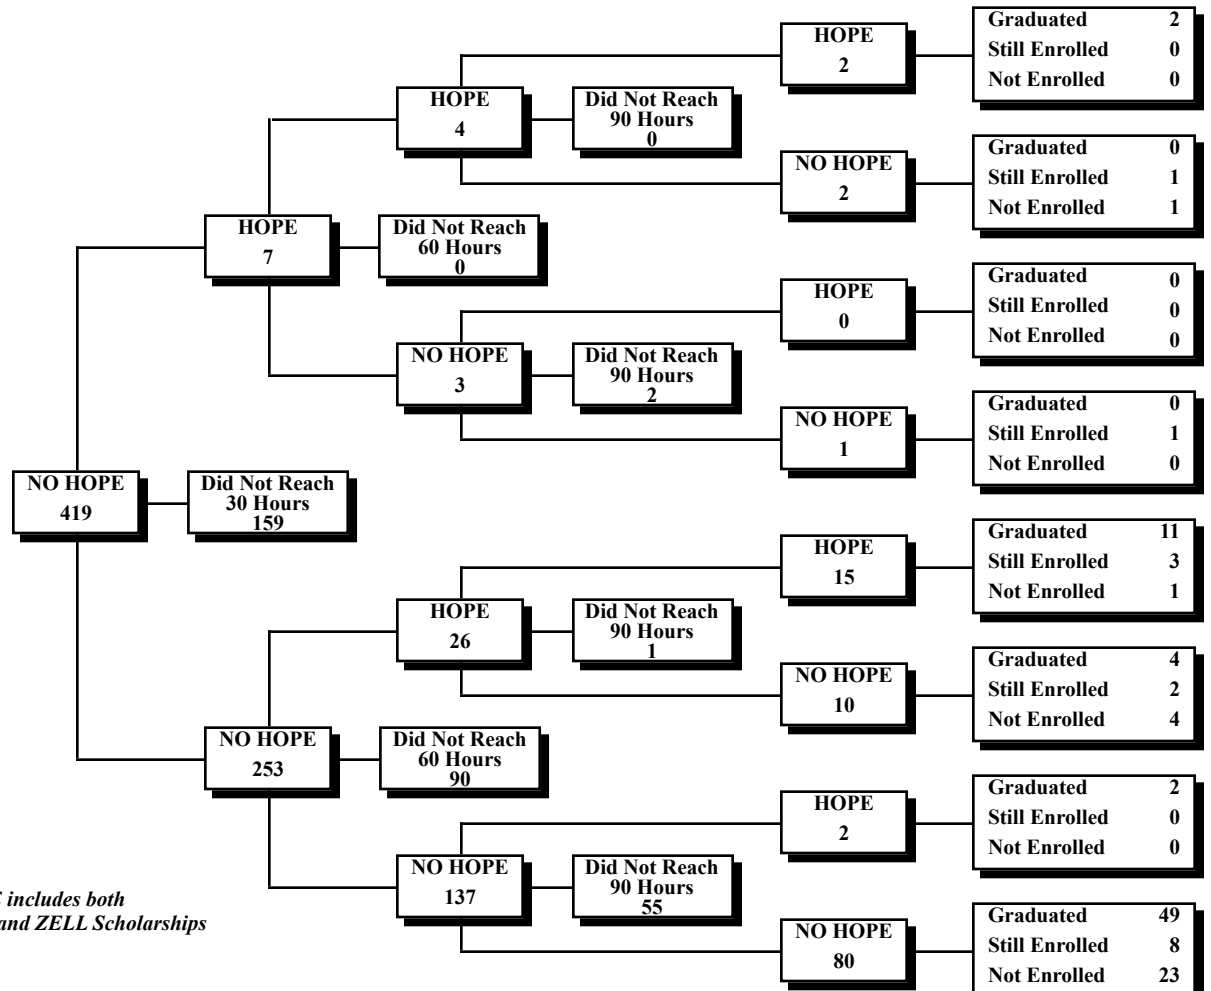 Graduated 2
Still Enrolled 0
Not Enrolled 0
HOPE
2
HOPE
4
Did Not Reach
90 Hours
0
NO HOPE
2
Graduated 0
Still Enrolled 1
Not Enrolled 1
HOPE
7
Did Not Reach
60 Hours
0
HOPE
0
Graduated 0
Still Enrolled 0
Not Enrolled 0
NO HOPE
3
Did Not Reach
90 Hours
2
NO HOPE
1
Graduated 0
Still Enrolled 1
Not Enrolled 0
NO HOPE
419
Did Not Reach
30 Hours
159
HOPE
15
Graduated 11
Still Enrolled 3
Not Enrolled 1
HOPE
26
Did Not Reach
90 Hours
1
NO HOPE
10
Graduated 4
Still Enrolled 2
Not Enrolled 4
NO HOPE
253
Did Not Reach
60 Hours
90
HOPE
2
Graduated 2
Still Enrolled 0
Not Enrolled 0
NO HOPE
137
Did Not Reach
90 Hours
55
NO HOPE
80
Graduated 49
Still Enrolled 8
Not Enrolled 23
includes both
and ZELL Scholarships